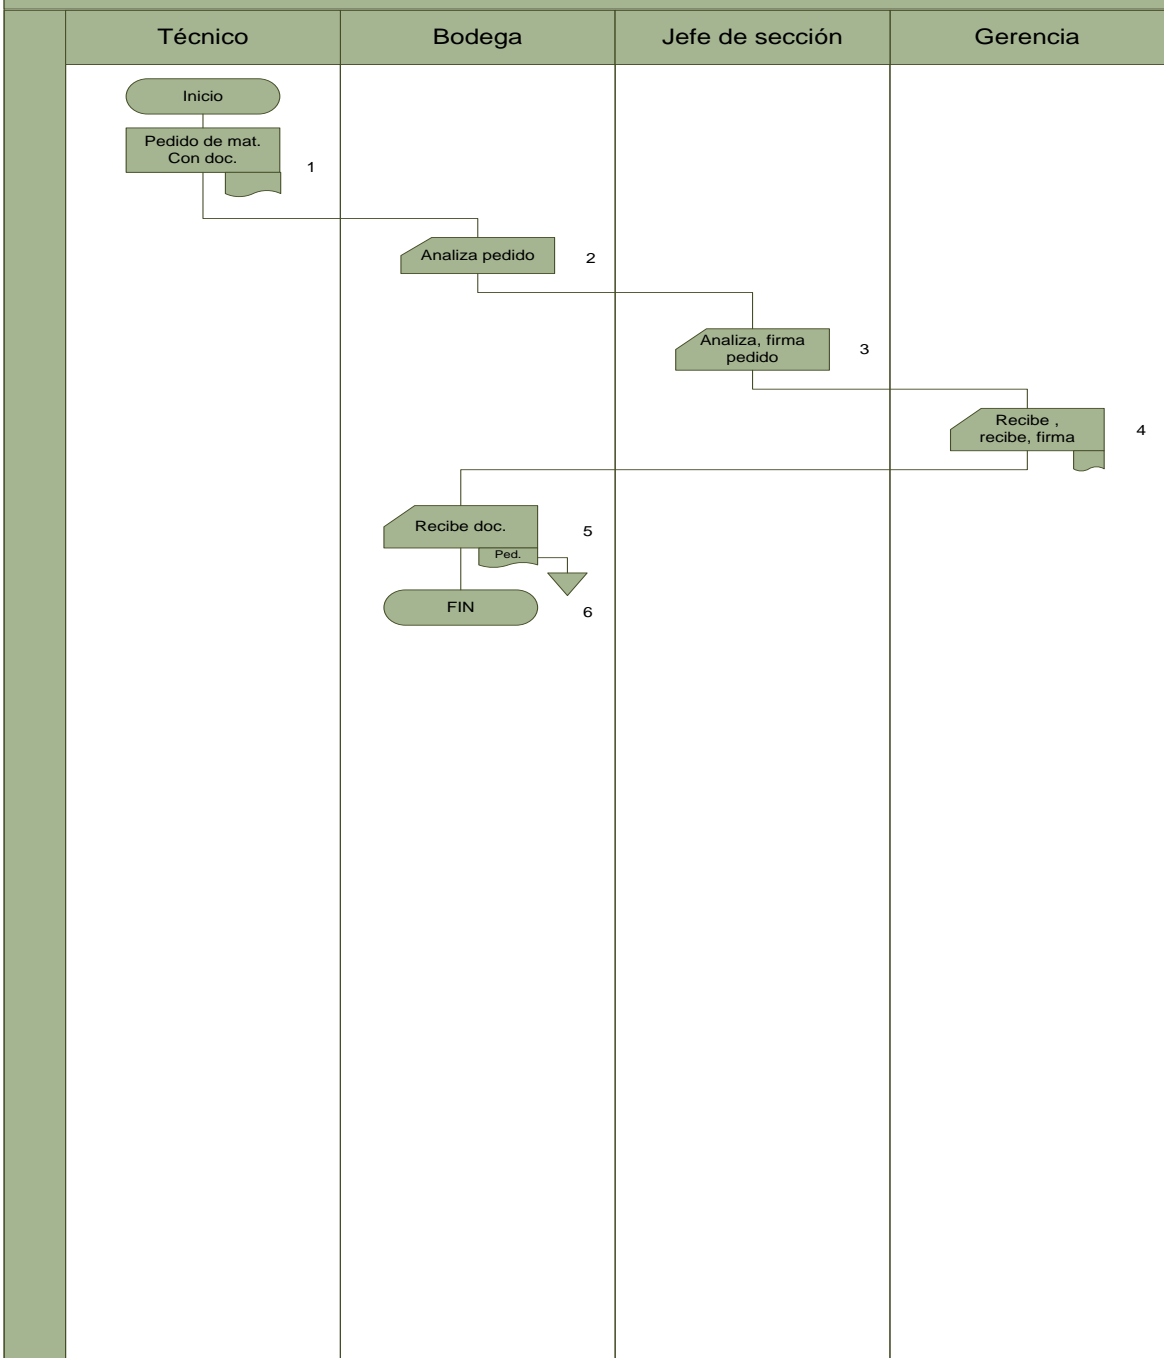 Técnico
Bodega
Jefe de sección
Gerencia
Inicio
Pedido de mat.
Con doc.
1
Analiza pedido
2
Analiza, firma
pedido
3
Recibe ,
recibe, firma
4
Recibe doc.
5
Ped.
FIN
6